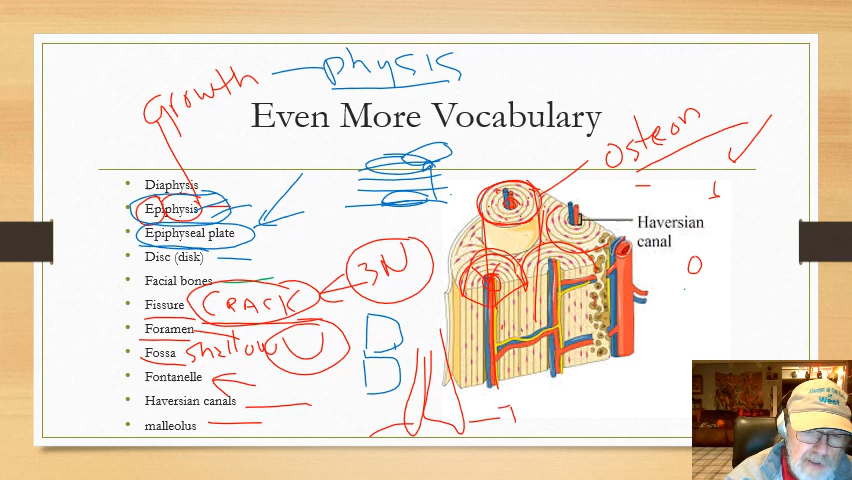 physis
Growth
Even More Vocabulary
Osteon
Diaphysis
Epiphysis
Epiphyseal plate
Disc (disk)
Facial bones
Fissure
CRACK
3N
Foramen
Fossa
shallow
Fontanelle
Haversian canals
malleolus
D
D
Haversian
canal
West